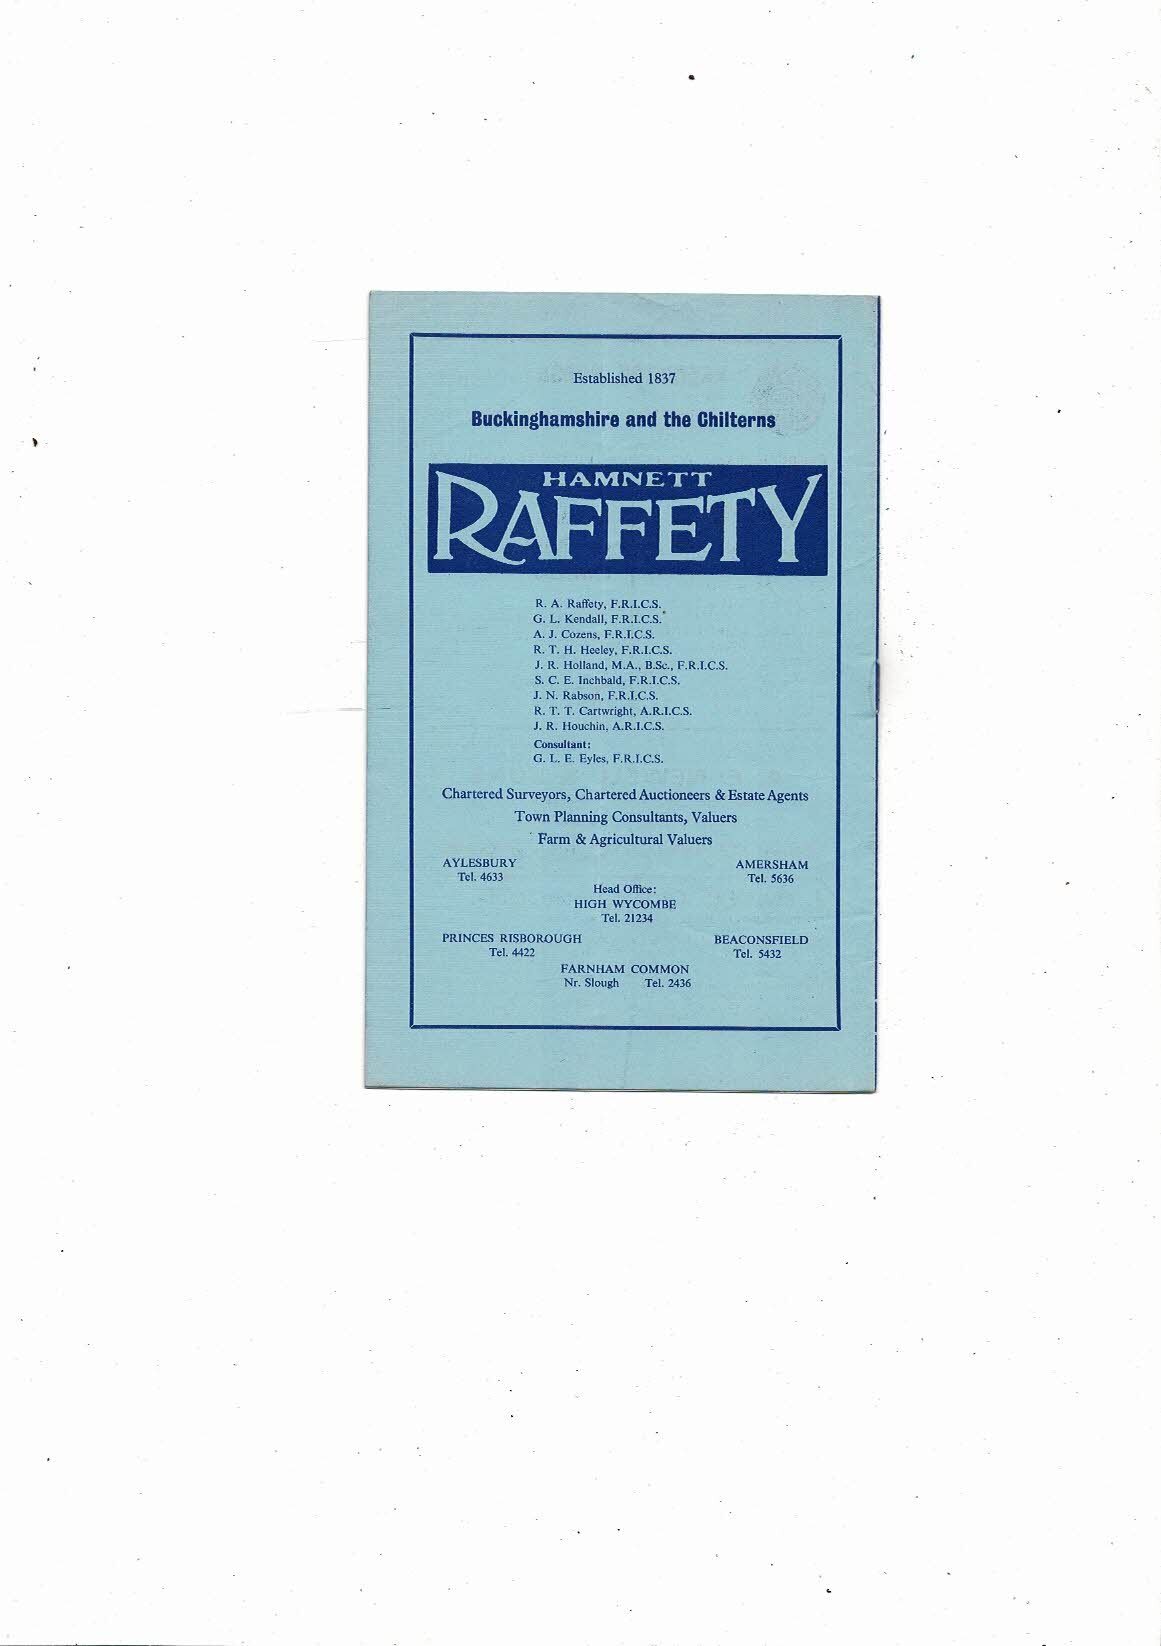 Established 1837
Buckinghamshire and the Chilterns
HAMNETT
RAFFETY
R. A. Raffety, F.R.I.C.S.
G. L. Kendall, F.R.I.C.S.
A. J. Cozens, F.R.I.C.S.
R. T. H. Heeley, F.R.I.C.S.
J. R. Holland, M.A., B.Sc., F.R.I.C.S.
S. C. E. Inchbald, F.R.I.C.S.
J. N. Rabson, F.R.I.C.S.
R. T. T. Cartwright, A.R.I.C.S.
J. R. Houchin, A.R.I.C.S.
Consultant:
G. L. E. Eyles, F.R.I.C.S.
Chartered Surveyors, Chartered Auctioneers & Estate Agents
Town Planning Consultants, Valuers
Farm & Agricultural Valuers
AYLESBURY
Tel. 4633
AMERSHAM
Tel. 5636
Head Office:
HIGH WYCOMBE
Tel. 21234
PRINCES RISBOROUGH
Tel. 4422
BEACONSFIELD
Tel. 5432
FARNHAM COMMON
Nr. Slough Tel. 2436